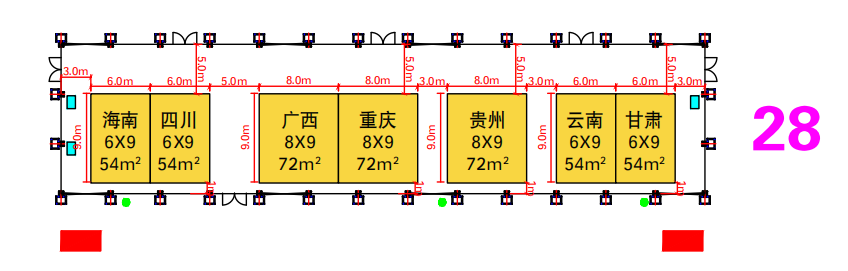 5.0m 5.0m 5.0m 5.0m
3.0m 6.0m 6.0m 5.0m 8.0m 8.0m 3.0m 8.0m 3.0m 6.0m 6.0m 3.0m
海南 四川 广西 重庆 贵州 云南 甘肃
6X9 6X9 8X9 8X9 8X9 6X9 6X9
54m² 54m² 72m² 72m² 72m² 54m² 54m²
9.0m 9.0m 9.0m 9.0m
1m 1m 1m
28